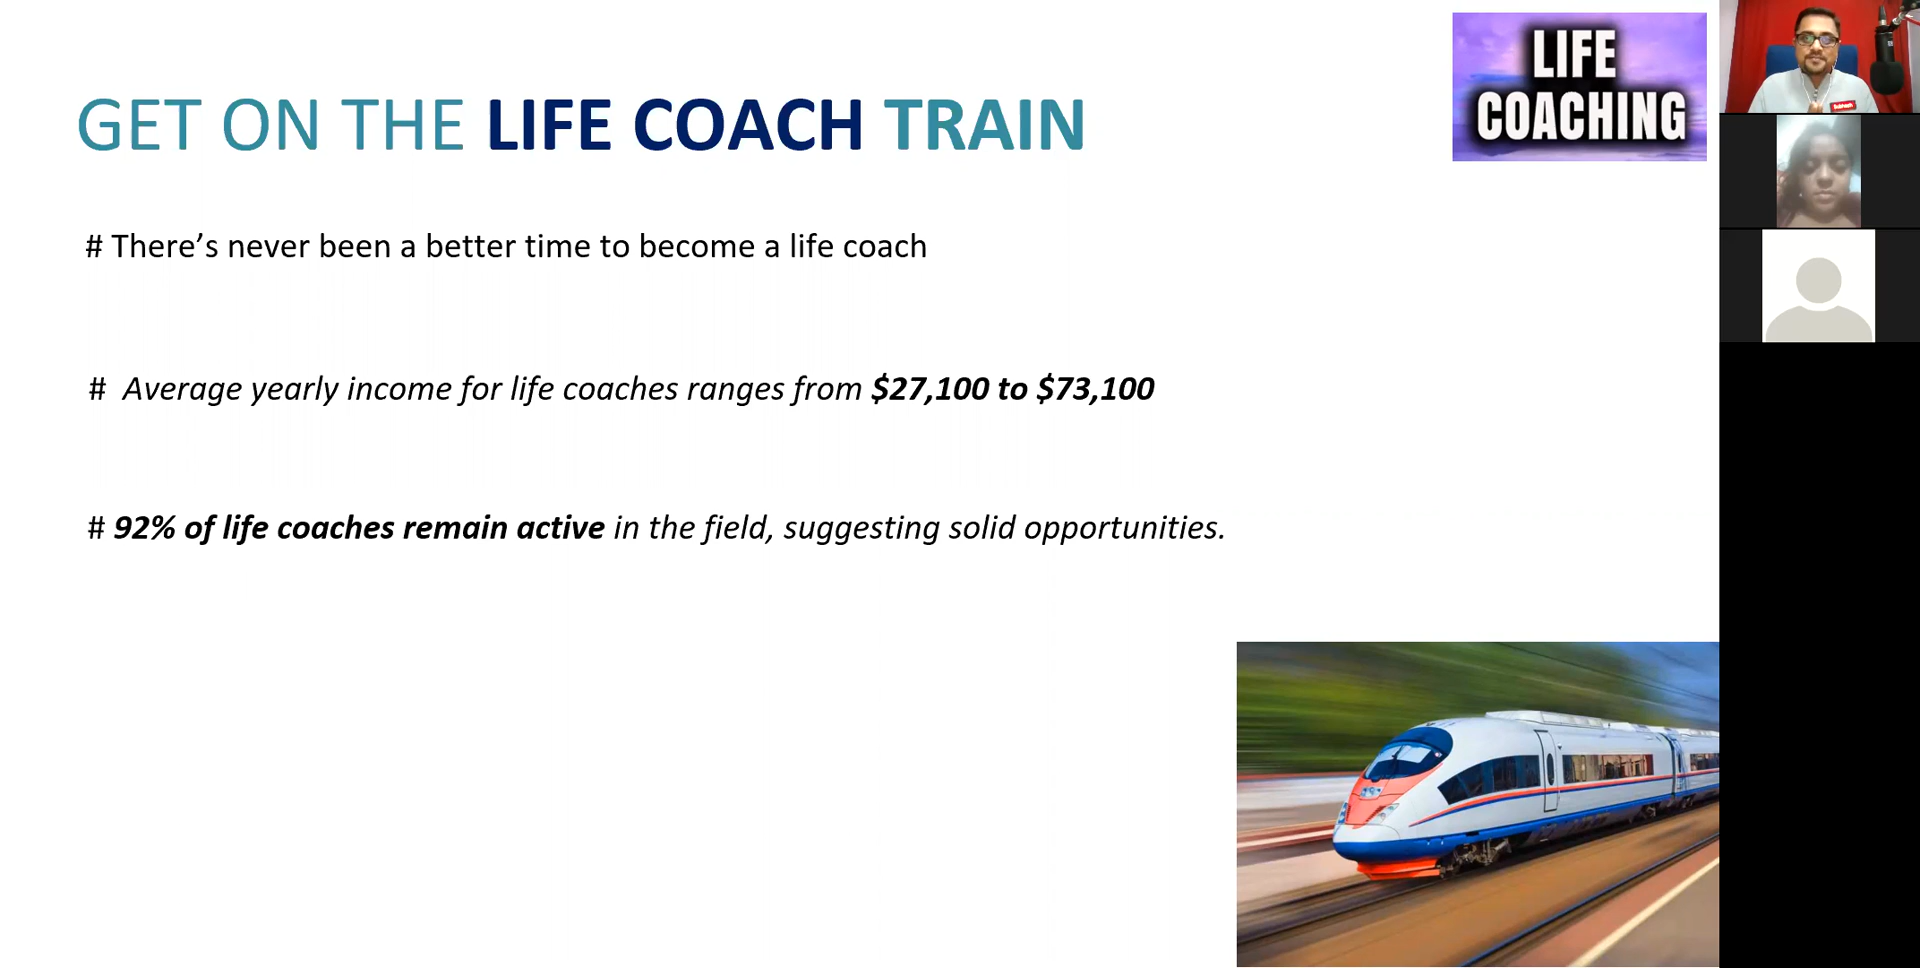 GET ON THE LIFE COACH TRAIN
LIFE
COACHING
# There’s never been a better time to become a life coach
# Average yearly income for life coaches ranges from $27,100 to $73,100
# 92% of life coaches remain active in the field, suggesting solid opportunities.